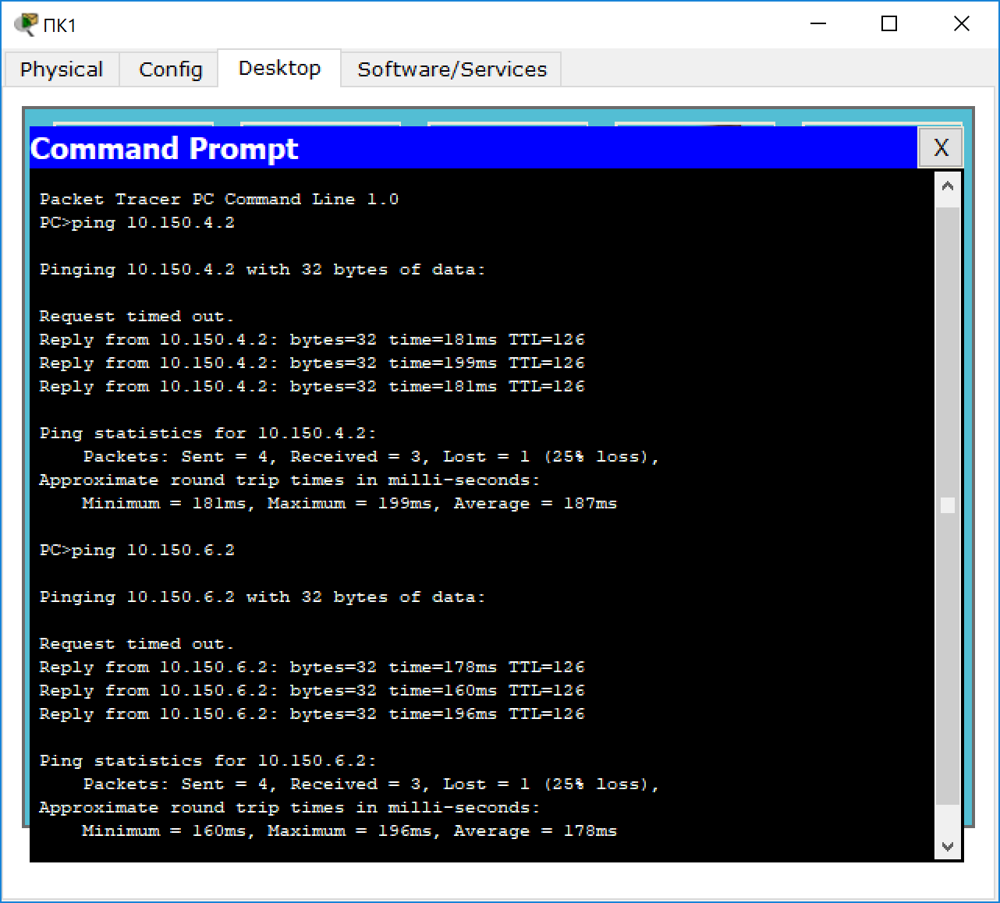 ПК1
Physical Config Desktop Software/Services
Command Prompt X
Packet Tracer PC Command Line 1.0
PC>ping 10.150.4.2
Pinging 10.150.4.2 with 32 bytes of data:
Request timed out.
Reply from 10.150.4.2: bytes=32 time=181ms TTL=126
Reply from 10.150.4.2: bytes=32 time=199ms TTL=126
Reply from 10.150.4.2: bytes=32 time=181ms TTL=126
Ping statistics for 10.150.4.2:
Packets: Sent = 4, Received = 3, Lost = 1 (25% loss),
Approximate round trip times in milli-seconds:
Minimum = 181ms, Maximum = 199ms, Average = 187ms
PC>ping 10.150.6.2
Pinging 10.150.6.2 with 32 bytes of data:
Request timed out.
Reply from 10.150.6.2: bytes=32 time=178ms TTL=126
Reply from 10.150.6.2: bytes=32 time=160ms TTL=126
Reply from 10.150.6.2: bytes=32 time=196ms TTL=126
Ping statistics for 10.150.6.2:
Packets: Sent = 4, Received = 3, Lost = 1 (25% loss),
Approximate round trip times in milli-seconds:
Minimum = 160ms, Maximum = 196ms, Average = 178ms